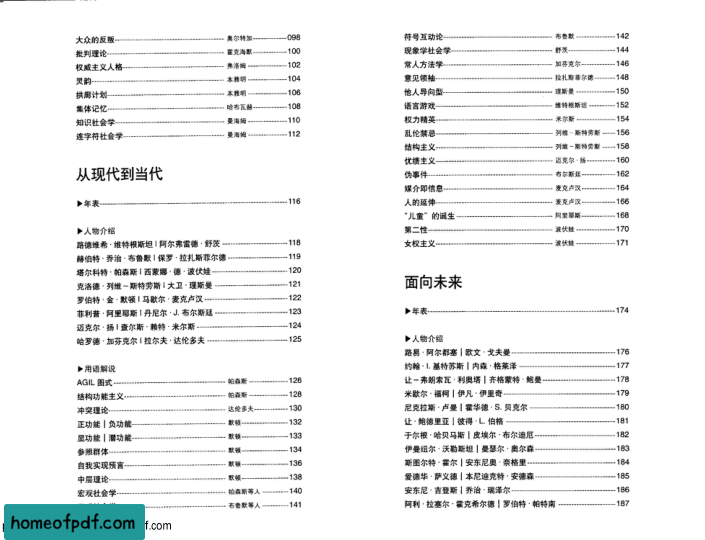 大众的反叛 奥尔特加 098
批判理论 霍克海默 100
权威主义人格 弗洛姆 102
灵韵 本雅明 104
拱廊计划 本雅明 106
集体记忆 哈布瓦赫 108
知识社会学 曼海姆 110
连字符社会学 曼海姆 112
从现代到当代
▶年表 116
▶人物介绍
路德维希·维特根斯坦|阿尔弗雷德·舒茨 118
赫伯特·乔治·布鲁默|保罗·拉扎斯菲尔德 119
塔尔科特·帕森斯|西蒙娜·德·波伏娃 120
克洛德·列维-斯特劳斯|大卫·理斯曼 121
罗伯特·金·默顿|马歇尔·麦克卢汉 122
菲利普·阿里耶斯|丹尼尔·J. 布尔斯廷 123
迈克尔·扬|查尔斯·赖特·米尔斯 124
哈罗德·加芬克尔|拉尔夫·达伦多夫 125
▶用语解说
AGIL 图式 帕森斯 126
结构功能主义 帕森斯 128
冲突理论 达伦多夫 130
正功能|负功能 默顿 132
显功能|潜功能 默顿 133
参照群体 默顿 134
自我实现预言 默顿 136
中层理论 默顿 138
宏观社会学 帕森斯等人 140
布鲁默等人 141
符号互动论 布鲁默 142
现象学社会学 舒茨 144
常人方法学 加芬克尔 146
意见领袖 拉扎斯菲尔德 148
他人导向型 理斯曼 150
语言游戏 维特根斯坦 152
权力精英 米尔斯 154
乱伦禁忌 列维-斯特劳斯 156
结构主义 列维-斯特劳斯 158
优绩主义 迈克尔·扬 160
伪事件 布尔斯廷 162
媒介即信息 麦克卢汉 164
人的延伸 麦克卢汉 166
“儿童”的诞生 阿里耶斯 168
第二性 波伏娃 170
女权主义 波伏娃 171
面向未来
▶年表 174
▶人物介绍
路易·阿尔都塞|欧文·戈夫曼 176
约翰·I. 基特苏斯|内森·格莱泽 177
让-弗朗索瓦·利奥塔|齐格蒙特·鲍曼 178
米歇尔·福柯|伊凡·伊里奇 179
尼克拉斯·卢曼|霍华德·S. 贝克尔 180
让·鲍德里亚|彼得·L. 伯格 181
于尔根·哈贝马斯|皮埃尔·布尔迪厄 182
伊曼纽尔·沃勒斯坦|曼瑟尔·奥尔森 183
斯图尔特·霍尔|安东尼奥·奈格里 184
爱德华·萨义德|本尼迪克特·安德森 185
安东尼·吉登斯|乔治·瑞泽尔 186
阿利·拉塞尔·霍克希尔德|罗伯特·帕特南 187
homeofpdf.com